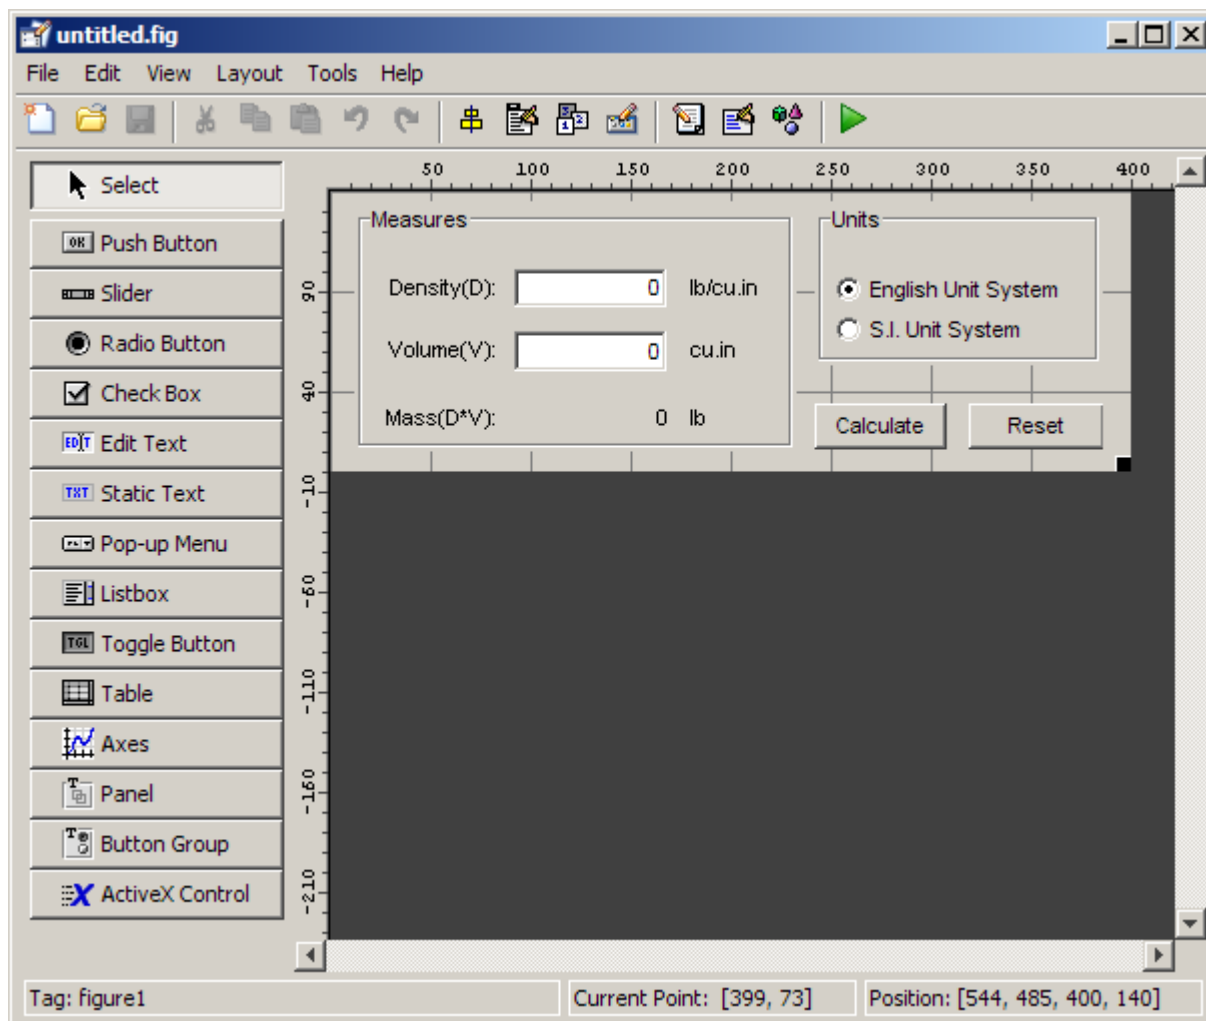 untitled.fig
File Edit View Layout Tools Help
Select
Push Button
Slider
Radio Button
Check Box
Edit Text
Static Text
Pop-up Menu
Listbox
Toggle Button
Table
Axes
Panel
Button Group
ActiveX Control
50 100 150 200 250 300 350 400
90
40
-10
-60
-110
-160
-210
Measures
Density(D): 0 lb/cu.in
Volume(V): 0 cu.in
Mass(D*V): 0 lb
Units
English Unit System
S.I. Unit System
Calculate Reset
Tag: figure1 Current Point: [399, 73] Position: [544, 485, 400, 140]